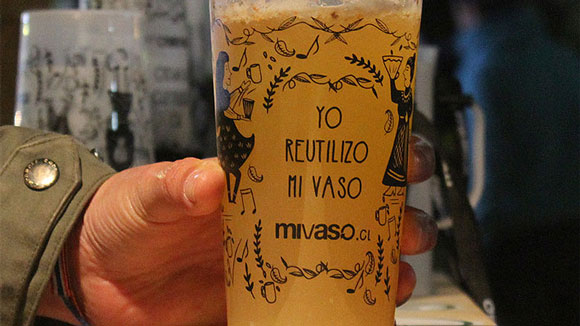 YO
REUTILIZO
MI VASO
mivaso.cl